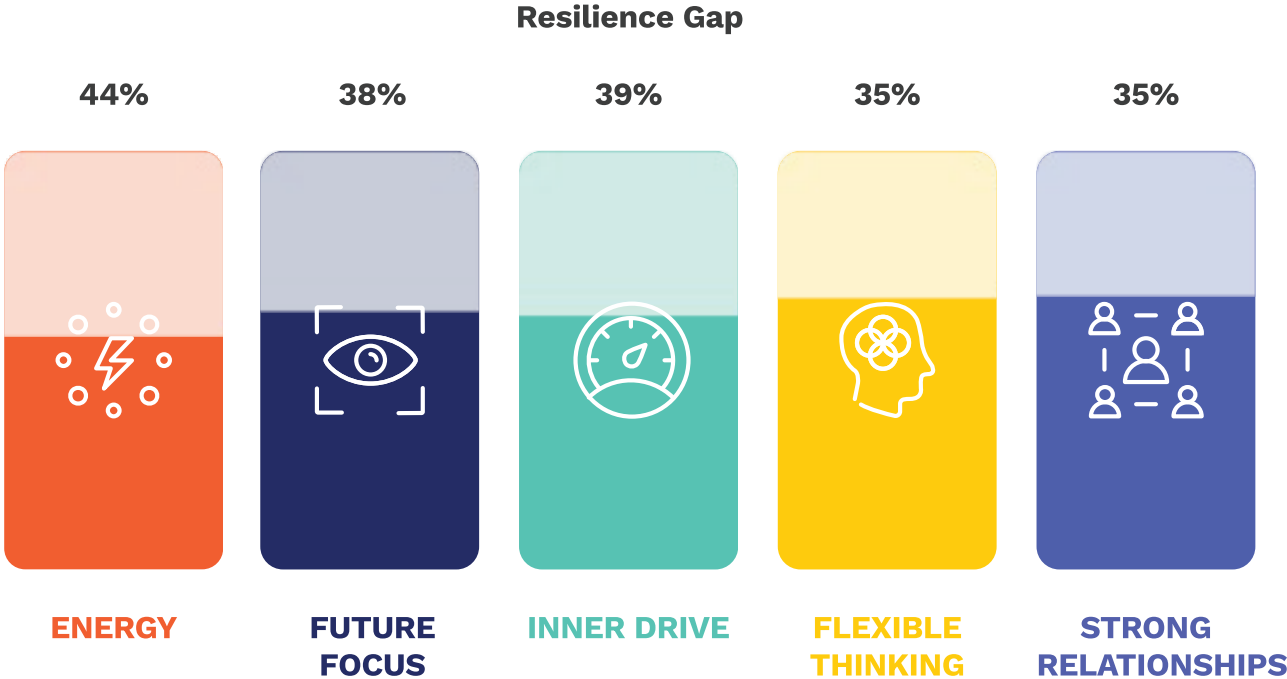 Resilience Gap
44%
38%
39%
35%
35%
ENERGY
FUTURE
FOCUS
INNER DRIVE
FLEXIBLE
THINKING
STRONG
RELATIONSHIPS